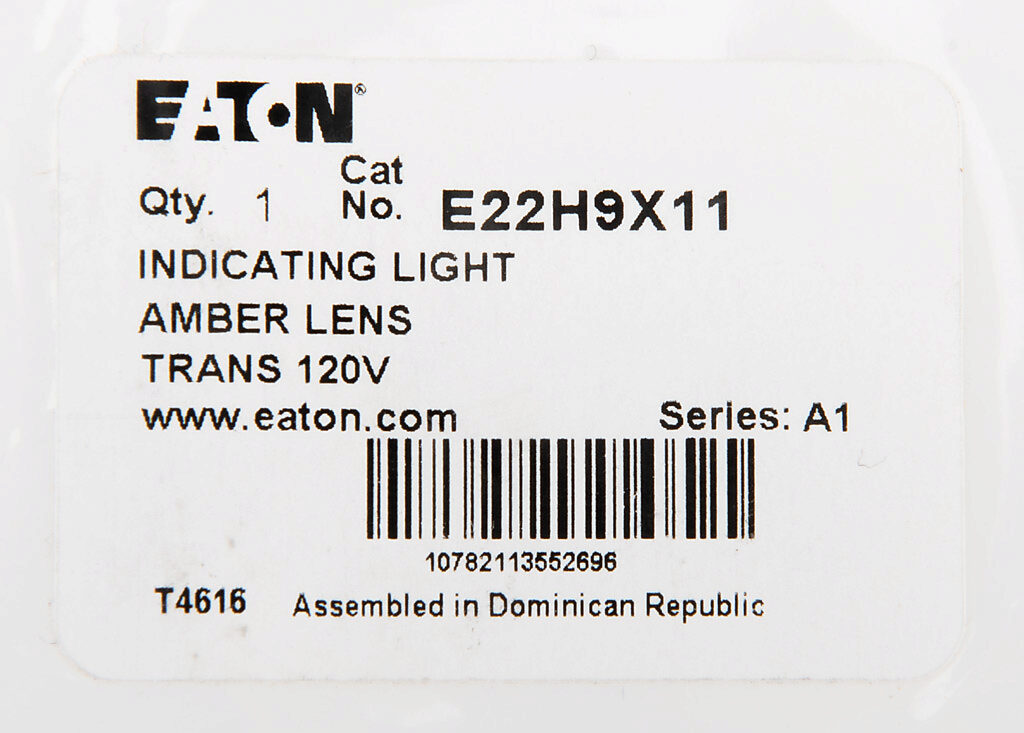 EATON®
Qty. 1 Cat No. E22H9X11
INDICATING LIGHT
AMBER LENS
TRANS 120V
www.eaton.com Series: A1
10782113552696
T4616 Assembled in Dominican Republic